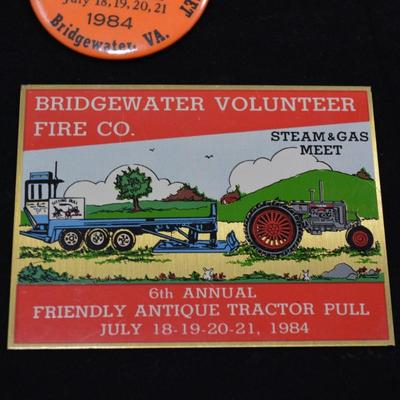 July 18, 19, 20, 21
1984
Bridgewater, VA.
BRIDGEWATER VOLUNTEER
FIRE CO.
STEAM & GAS
MEET
6th ANNUAL
FRIENDLY ANTIQUE TRACTOR PULL
JULY 18-19-20-21, 1984